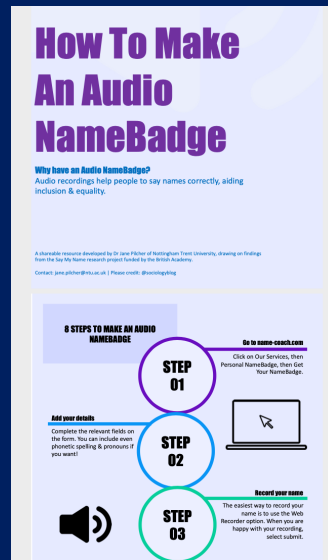 How To Make
An Audio
NameBadge
Why have an Audio NameBadge?
Audio recordings help people to say names correctly, aiding
inclusion & equality.
A shareable resource developed by Dr Jane Pilcher of Nottingham Trent University, drawing on findings
from the Say My Name research project funded by the British Academy.
Contact: jane.pilcher@ntu.ac.uk | Please credit: @sociologyblog
8 STEPS TO MAKE AN AUDIO
NAMEBADGE
STEP
01
Go to name-coach.com
Click on Our Services, then
Personal NameBadge, then Get
Your NameBadge.
Add your details
Complete the relevant fields on
the form. You can include even
phonetic spelling & pronouns if
you want!
STEP
02
STEP
03
Record your name
The easiest way to record your
name is to use the Web
Recorder option. When you are
happy with your recording,
select submit.